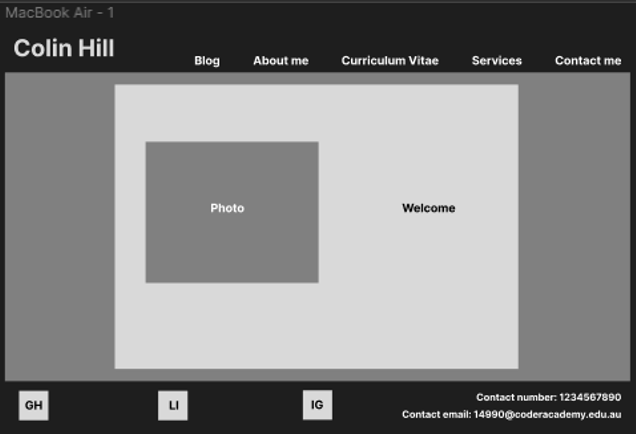 MacBook Air - 1
Colin Hill
Blog About me Curriculum Vitae Services Contact me
Photo
Welcome
GH LI IG
Contact number: 1234567890
Contact email: 14990@coderacademy.edu.au